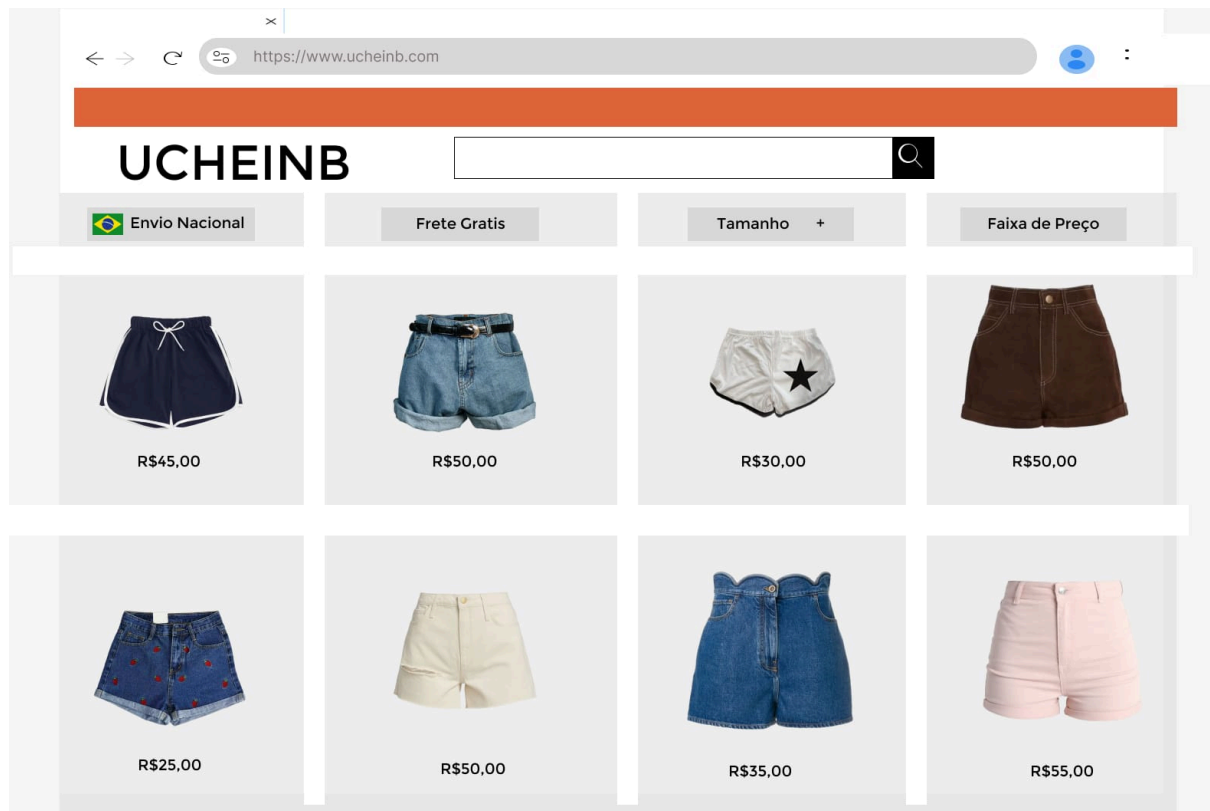 https://www.ucheinb.com
UCHEINB
Envio Nacional
Frete Gratis
Tamanho +
Faixa de Preço
R$45,00
R$50,00
R$30,00
R$50,00
R$25,00
R$50,00
R$35,00
R$55,00